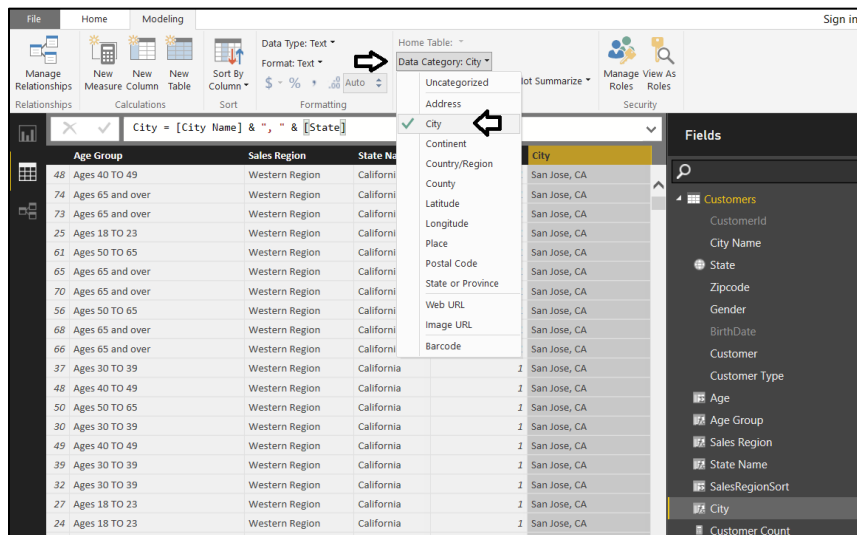 File Home Modeling Sign in
Manage Relationships
New Measure
New Column
New Table
Sort By Column
Data Type: Text
Format: Text
$ % , .00 Auto
Home Table:
Data Category: City
ot Summarize
Manage Roles
View As Roles
Relationships Calculations Sort Formatting Security
City = [City Name] & ", " & [State]
Uncategorized
Address
City
Continent
Country/Region
County
Latitude
Longitude
Place
Postal Code
State or Province
Web URL
Image URL
Barcode
Age Group Sales Region State Na City
48 Ages 40 TO 49 Western Region Californi San Jose, CA
74 Ages 65 and over Western Region Californi San Jose, CA
73 Ages 65 and over Western Region Californi San Jose, CA
25 Ages 18 TO 23 Western Region Californi San Jose, CA
61 Ages 50 TO 65 Western Region Californi San Jose, CA
65 Ages 65 and over Western Region Californi San Jose, CA
70 Ages 65 and over Western Region Californi San Jose, CA
56 Ages 50 TO 65 Western Region Californi San Jose, CA
68 Ages 65 and over Western Region Californi San Jose, CA
66 Ages 65 and over Western Region Californi San Jose, CA
37 Ages 30 TO 39 Western Region California 1 San Jose, CA
48 Ages 40 TO 49 Western Region California 1 San Jose, CA
50 Ages 50 TO 65 Western Region California 1 San Jose, CA
30 Ages 30 TO 39 Western Region California 1 San Jose, CA
49 Ages 40 TO 49 Western Region California 1 San Jose, CA
39 Ages 30 TO 39 Western Region California 1 San Jose, CA
32 Ages 30 TO 39 Western Region California 1 San Jose, CA
27 Ages 18 TO 23 Western Region California 1 San Jose, CA
24 Ages 18 TO 23 Western Region California 1 San Jose, CA
Fields
Customers
CustomerId
City Name
State
Zipcode
Gender
BirthDate
Customer
Customer Type
Age
Age Group
Sales Region
State Name
SalesRegionSort
City
Customer Count